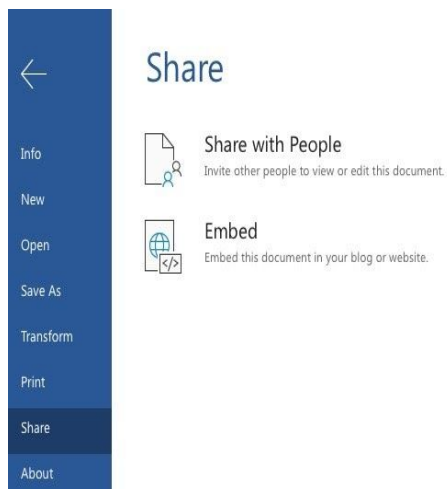 Share
Info
New
Open
Save As
Transform
Print
Share
About
Share with People
Invite other people to view or edit this document.
Embed
Embed this document in your blog or website.